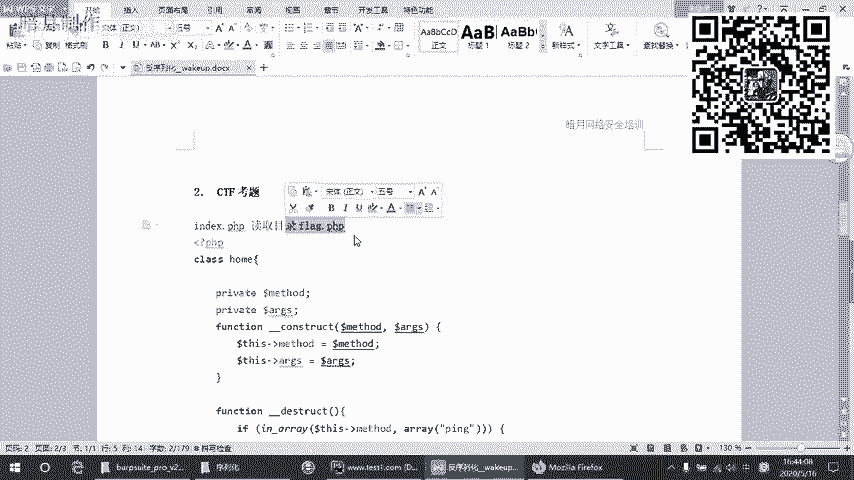 暗月制作
开始 插入 页面布局 引用 审阅 视图 章节 开发工具 特色功能
粘贴 复制 格式刷
宋体 (正文) 五号
AaBbCcD 正文
AaB 标题 1
AaBb( 标题 2
新样式 文字工具 查找替换
反序列化_wakeup.docx
暗月网络安全培训
2. CTF 考题
宋体 (正文) 五号
index.php 读取目录flag.php
<?php
class home{
private $method;
private $args;
function __construct($method, $args) {
$this->method = $method;
$this->args = $args;
}
function __destruct(){
if (in_array($this->method, array("ping"))) {
页码: 2 页面: 2/3 节: 1/1 行: 5 列: 14 字数: 2/179 拼写检查 130%
burpsuite_pro_v2... 序列化 www.test1.com (D... 反序列化_wakeup... Mozilla Firefox
16:44:08
2020/5/16